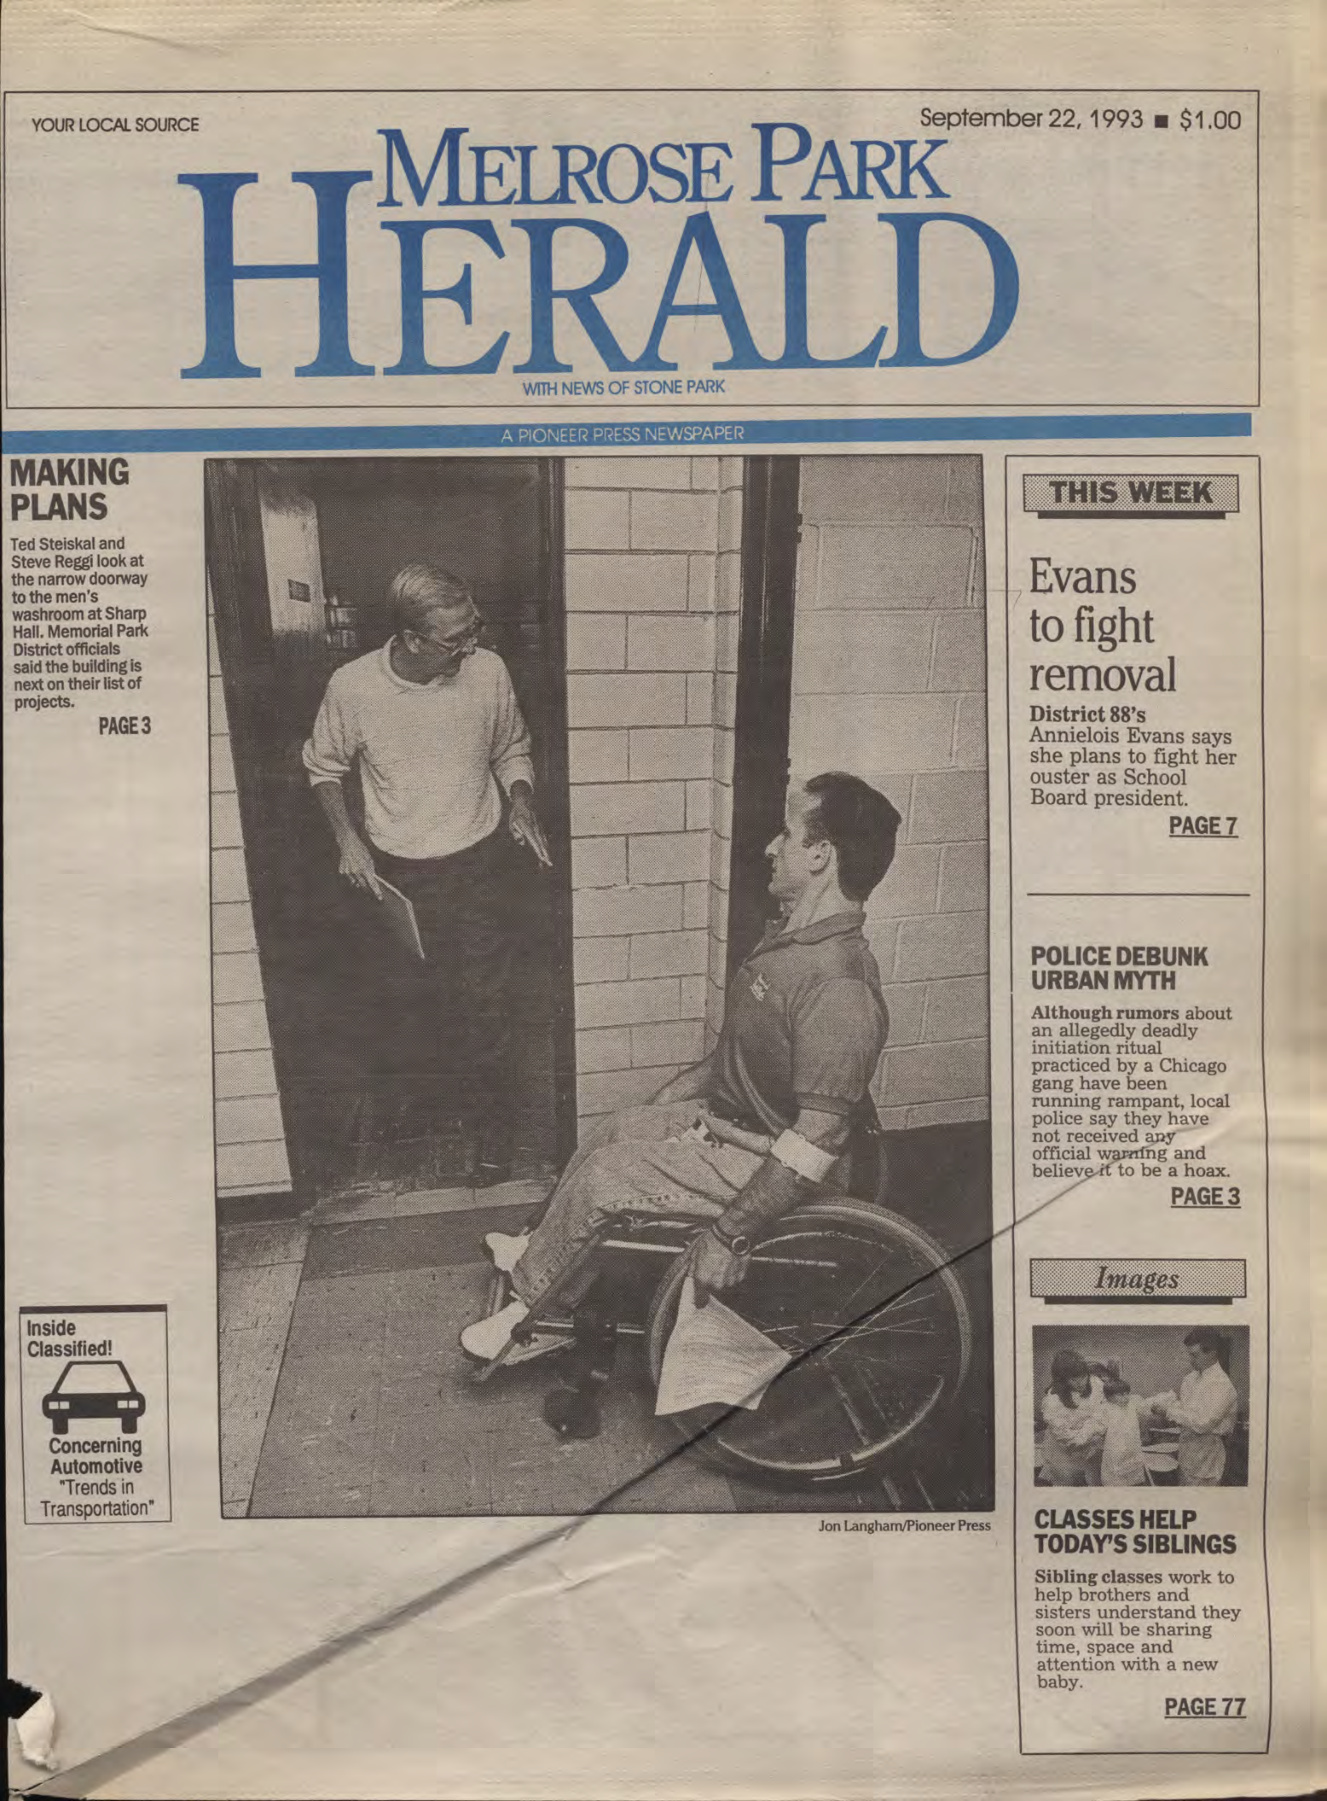 YOUR LOCAL SOURCE
September 22, 1993 ■ $1.00
MELROSE PARK
HERALD
WITH NEWS OF STONE PARK
A PIONEER PRESS NEWSPAPER
MAKING
PLANS
Ted Steiskal and
Steve Reggi look at
the narrow doorway
to the men's
washroom at Sharp
Hall. Memorial Park
District officials
said the building is
next on their list of
projects.
PAGE 3
Inside
Classified!
Concerning
Automotive
"Trends in
Transportation"
Jon Langham/Pioneer Press
THIS WEEK
Evans
to fight
removal
District 88's
Annielois Evans says
she plans to fight her
ouster as School
Board president.
PAGE 7
POLICE DEBUNK
URBAN MYTH
Although rumors about
an allegedly deadly
initiation ritual
practiced by a Chicago
gang have been
running rampant, local
police say they have
not received any
official warning and
believe it to be a hoax.
PAGE 3
Images
CLASSES HELP
TODAY'S SIBLINGS
Sibling classes work to
help brothers and
sisters understand they
soon will be sharing
time, space and
attention with a new
baby.
PAGE 77